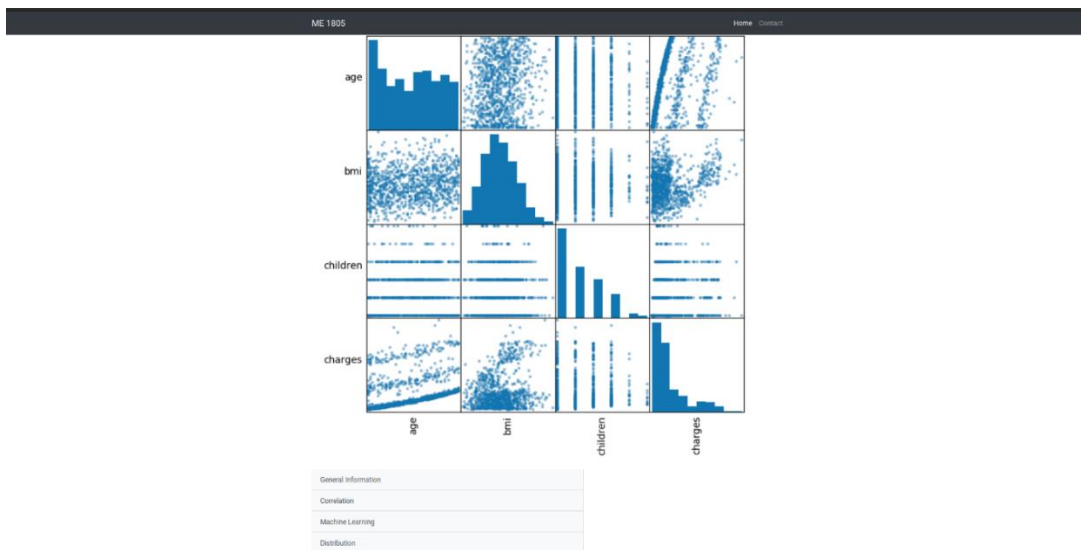 ME 1805
Home Contact
age
bmi
children
charges
age
bmi
children
charges
General Information
Correlation
Machine Learning
Distribution